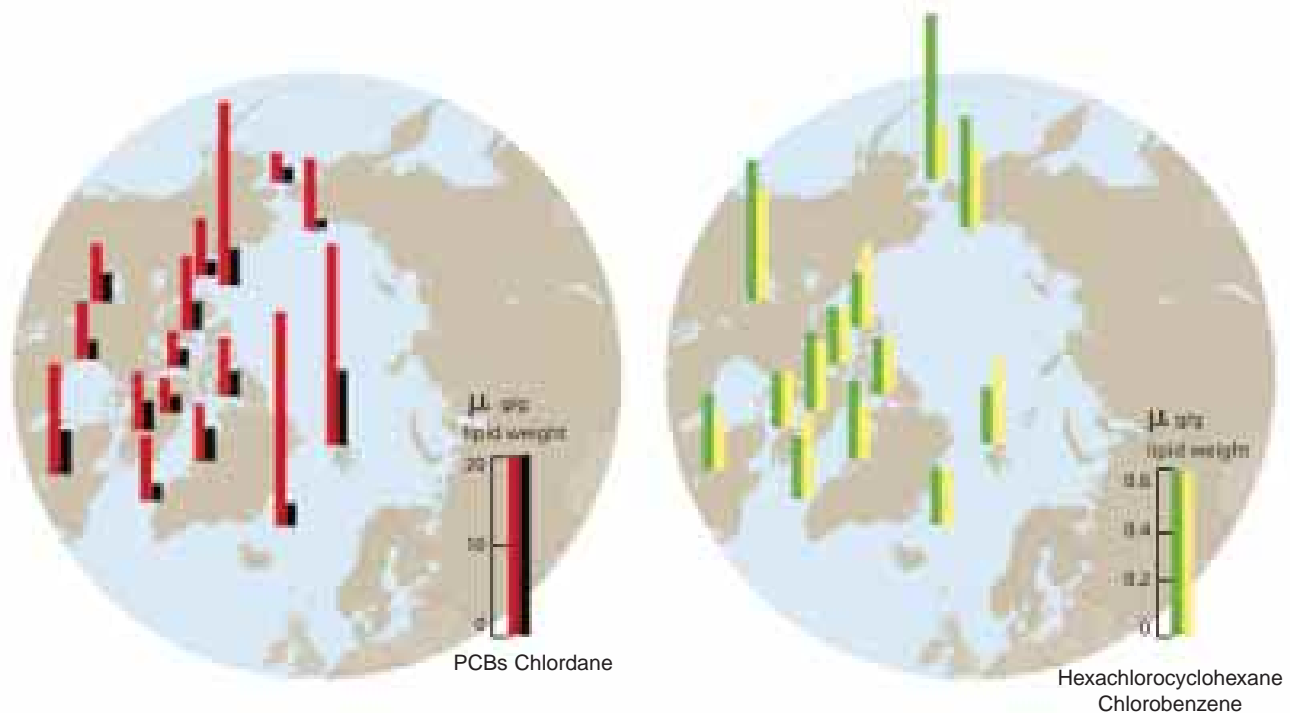 μ g/g
lipid weight
20
10
0
PCBs Chlordane
μ g/g
lipid weight
0.6
0.4
0.2
0
Hexachlorocyclohexane
Chlorobenzene